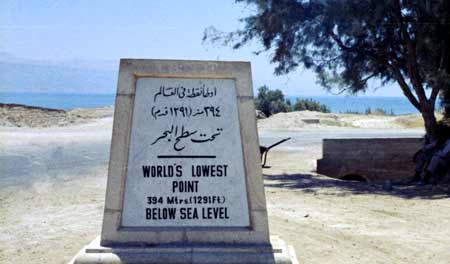 اوطأ نقطة في العالم
٣٩٤ متر (١٢٩١ قدم)
تحت سطح البحر
WORLD'S LOWEST
POINT
394 Mtrs (1291 Ft.)
BELOW SEA LEVEL